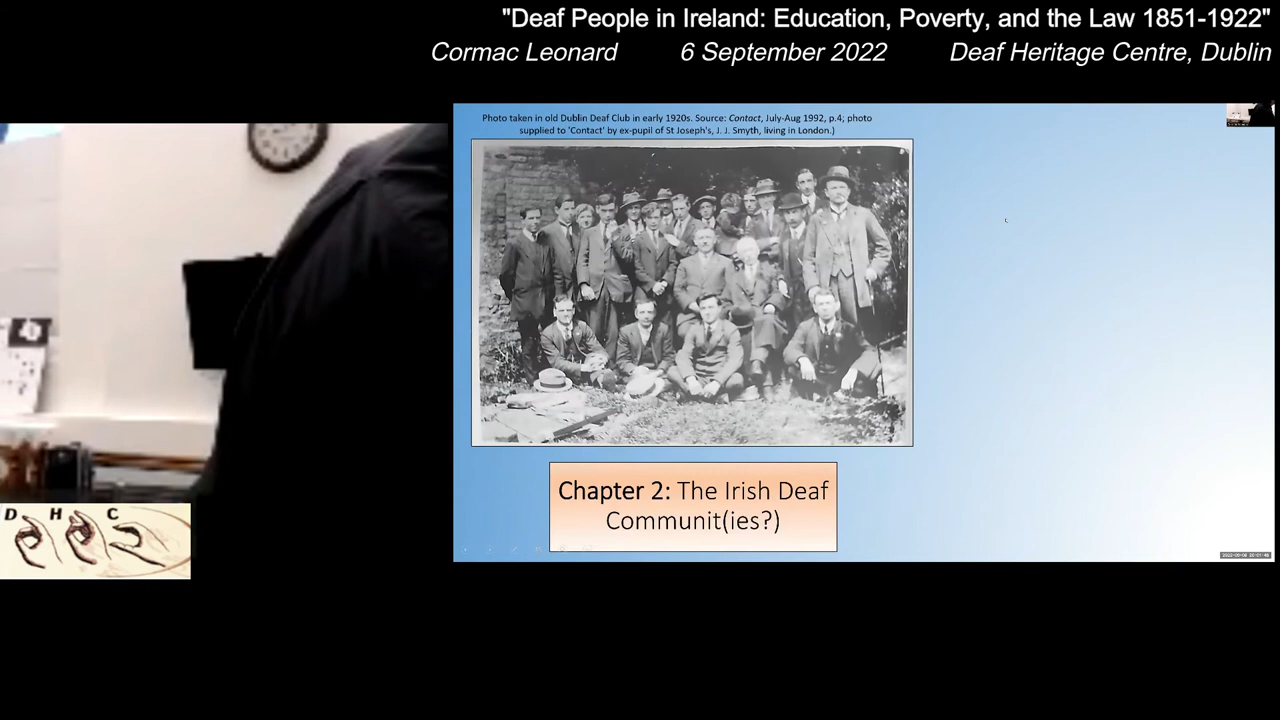 "Deaf People in Ireland: Education, Poverty, and the Law 1851-1922"
Cormac Leonard 6 September 2022 Deaf Heritage Centre, Dublin
Photo taken in old Dublin Deaf Club in early 1920s. Source: Contact, July-Aug 1992, p.4; photo
supplied to 'Contact' by ex-pupil of St Joseph's, J. J. Smyth, living in London.)
Chapter 2: The Irish Deaf
Communit(ies?)
D H C